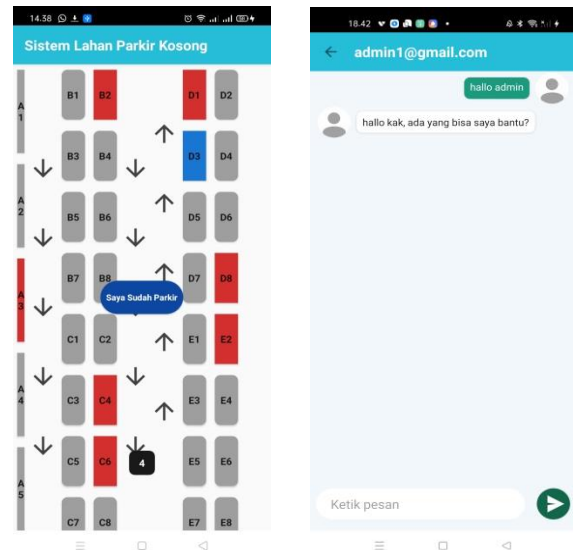 14.38
Sistem Lahan Parkir Kosong
A1
B1 B2 D1 D2
B3 B4 D3 D4
A2
B5 B6 D5 D6
B7 B8 D7 D8
Saya Sudah Parkir
A3
C1 C2 E1 E2
A4
C3 C4 E3 E4
C5 C6 4 E5 E6
A5
C7 C8 E7 E8
18.42
admin1@gmail.com
hallo admin
hallo kak, ada yang bisa saya bantu?
Ketik pesan